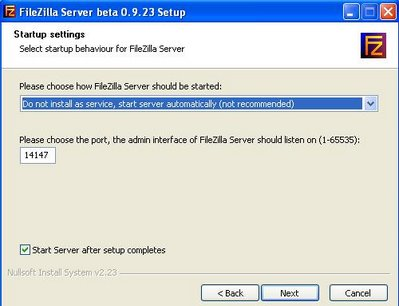 FileZilla Server beta 0.9.23 Setup
Startup settings
Select startup behaviour for FileZilla Server
FZ
Please choose how FileZilla Server should be started:
Do not install as service, start server automatically (not recommended)
Please choose the port, the admin interface of FileZilla Server should listen on (1-65535):
14147
Start Server after setup completes
Nullsoft Install System v2.23
< Back
Next
Cancel